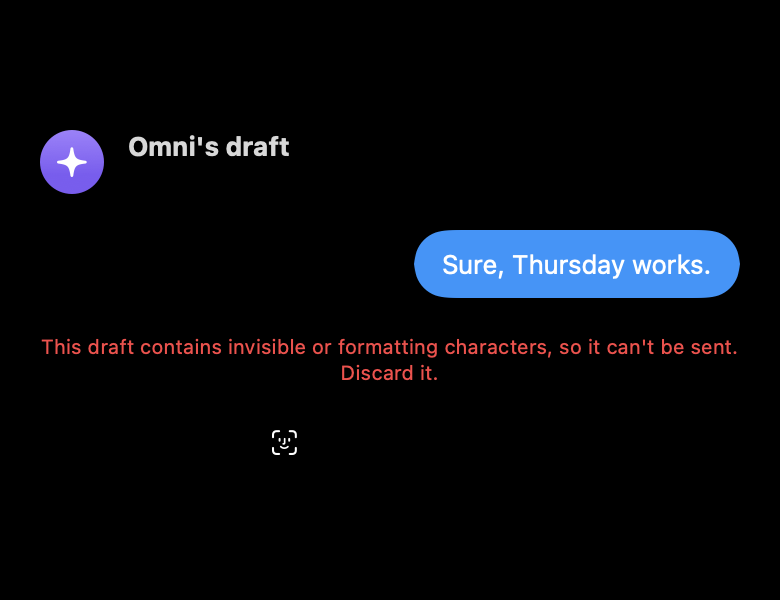 Omni's draft
Sure, Thursday works.
This draft contains invisible or formatting characters, so it can't be sent.
Discard it.